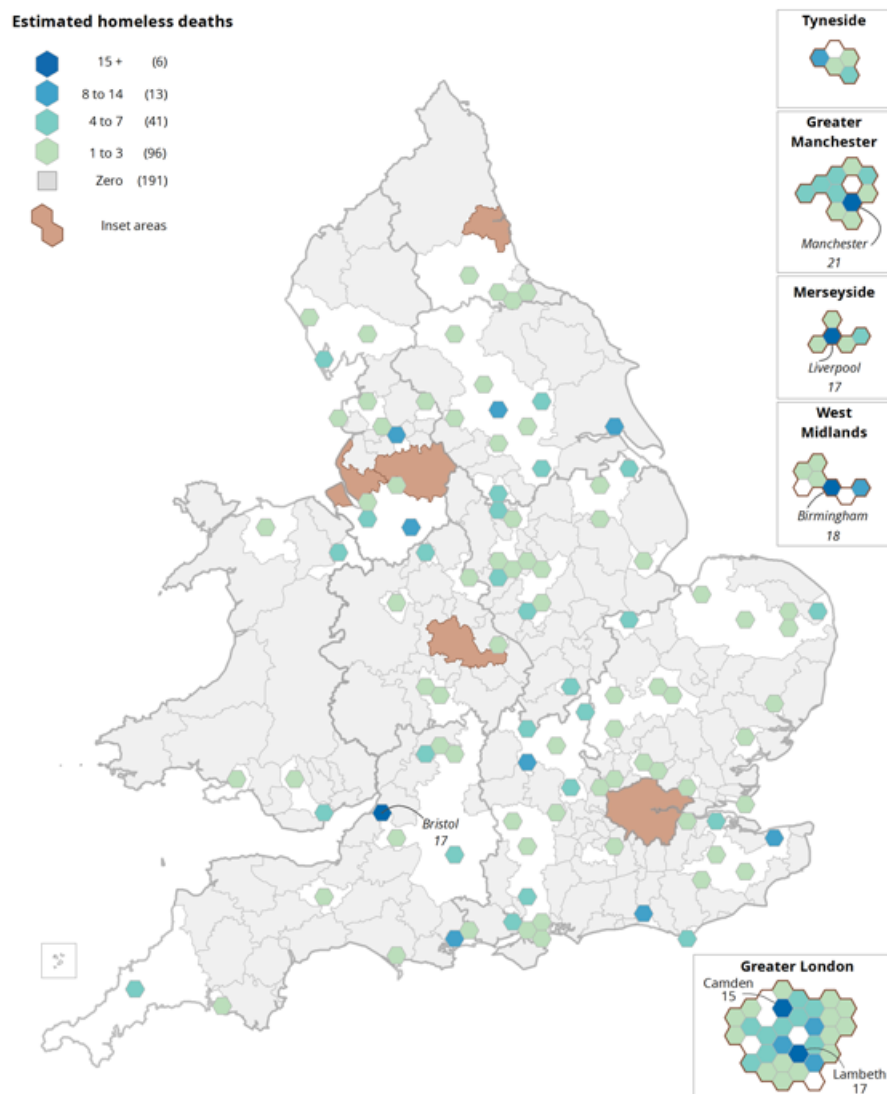 Estimated homeless deaths
15 + (6)
8 to 14 (13)
4 to 7 (41)
1 to 3 (96)
Zero (191)
Inset areas
Tyneside
Greater
Manchester
Manchester
21
Merseyside
Liverpool
17
West
Midlands
Birmingham
18
Bristol
17
Greater London
Camden
15
Lambeth
17